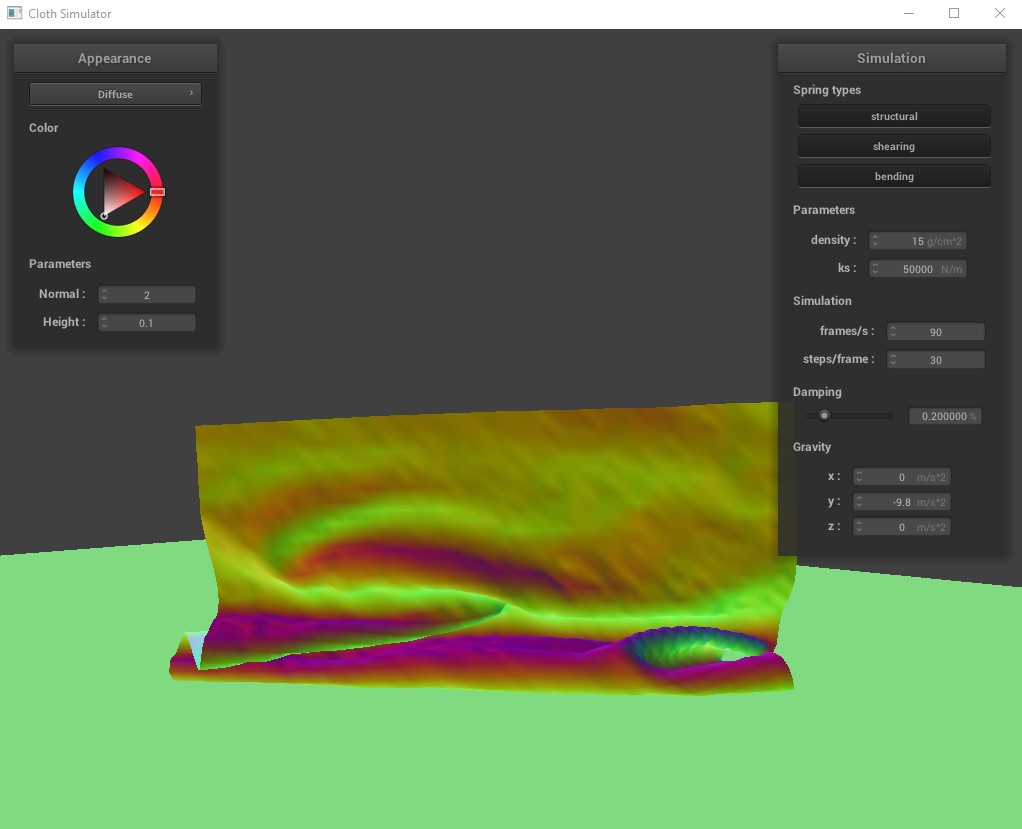 Cloth Simulator
Appearance
Diffuse
Color
Parameters
Normal : 2
Height : 0.1
Simulation
Spring types
structural
shearing
bending
Parameters
density : 15 g/cm^2
ks : 50000 N/m
Simulation
frames/s : 90
steps/frame : 30
Damping
0.200000 %
Gravity
x : 0 m/s^2
y : -9.8 m/s^2
z : 0 m/s^2